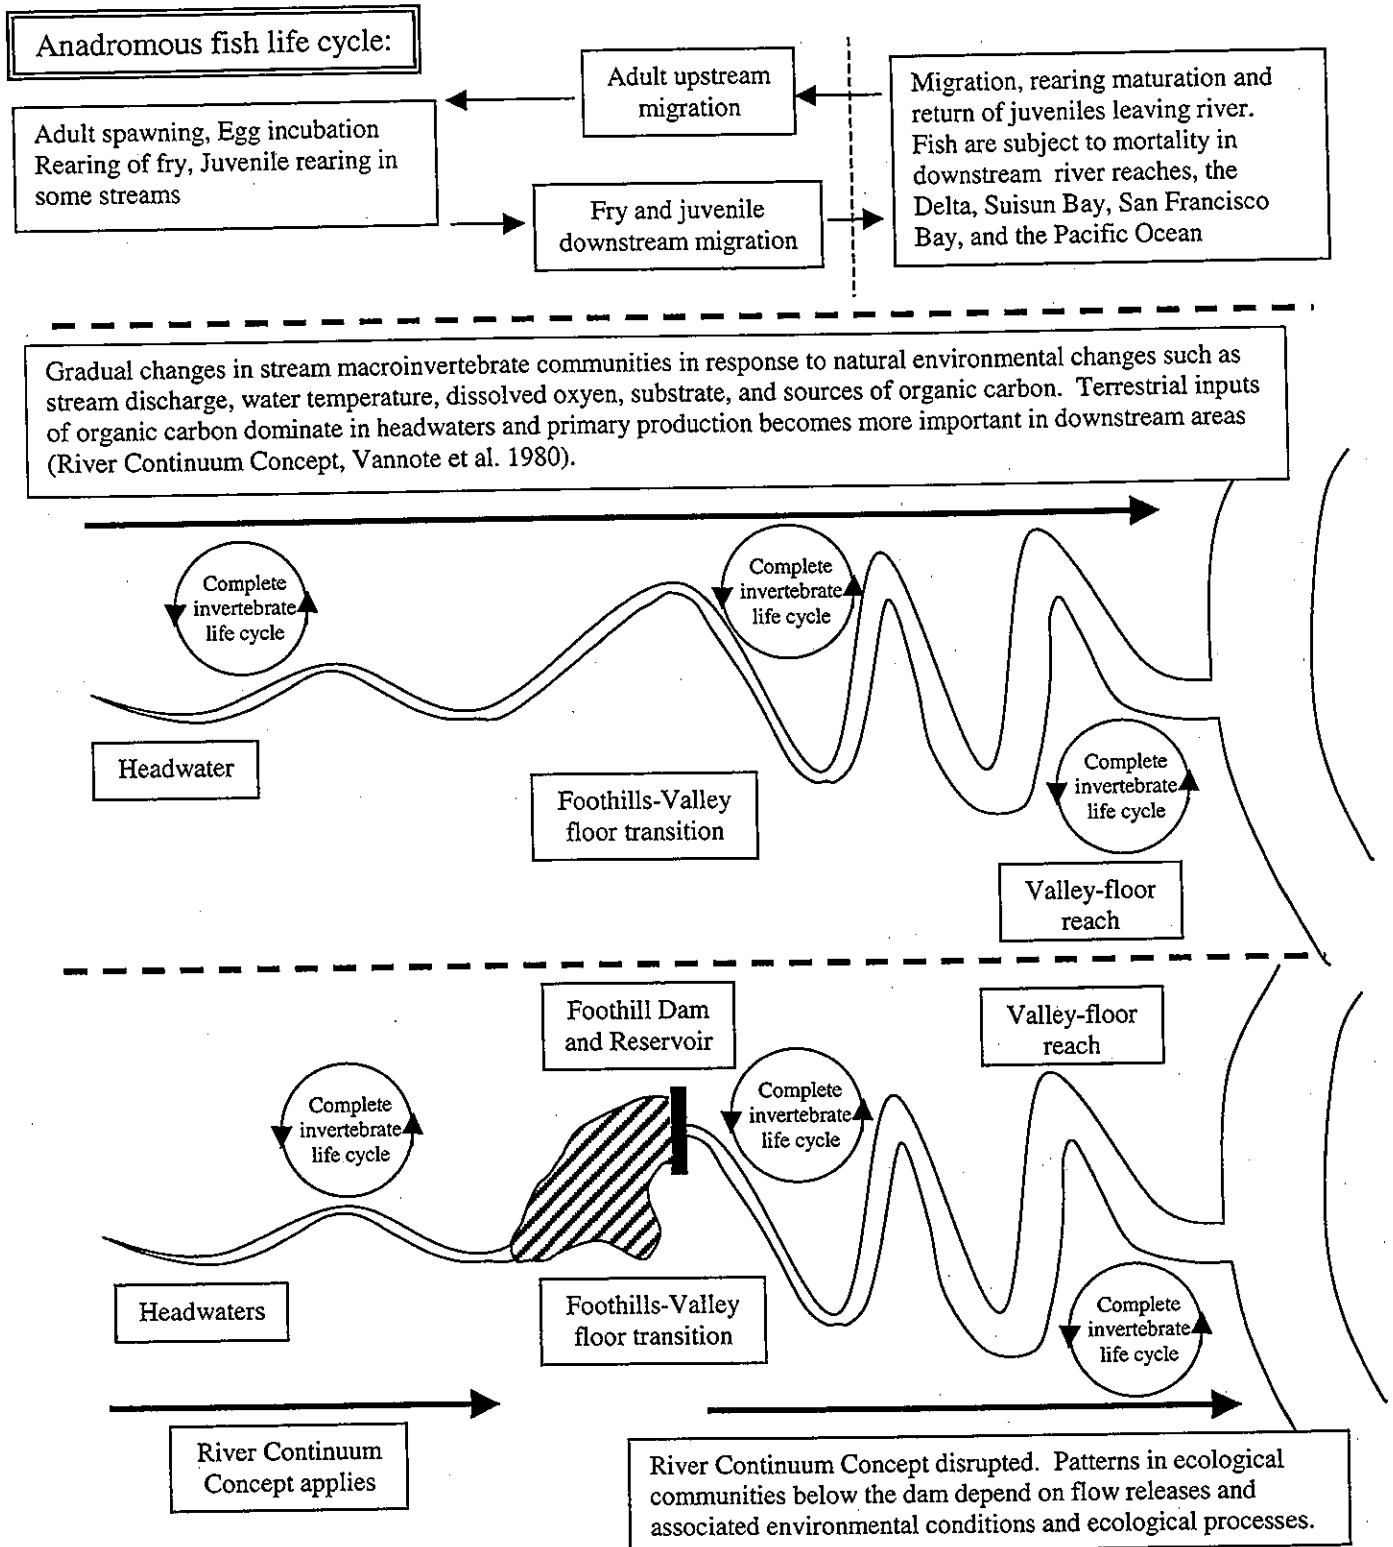 Anadromous fish life cycle:
Adult spawning, Egg incubation
Rearing of fry, Juvenile rearing in
some streams
Adult upstream
migration
Fry and juvenile
downstream migration
Migration, rearing maturation and
return of juveniles leaving river.
Fish are subject to mortality in
downstream river reaches, the
Delta, Suisun Bay, San Francisco
Bay, and the Pacific Ocean
Gradual changes in stream macroinvertebrate communities in response to natural environmental changes such as
stream discharge, water temperature, dissolved oxyen, substrate, and sources of organic carbon. Terrestrial inputs
of organic carbon dominate in headwaters and primary production becomes more important in downstream areas
(River Continuum Concept, Vannote et al. 1980).
Complete
invertebrate
life cycle
Complete
invertebrate
life cycle
Headwater
Foothills-Valley
floor transition
Complete
invertebrate
life cycle
Valley-floor
reach
Foothill Dam
and Reservoir
Valley-floor
reach
Complete
invertebrate
life cycle
Complete
invertebrate
life cycle
Headwaters
Foothills-Valley
floor transition
Complete
invertebrate
life cycle
River Continuum
Concept applies
River Continuum Concept disrupted. Patterns in ecological
communities below the dam depend on flow releases and
associated environmental conditions and ecological processes.